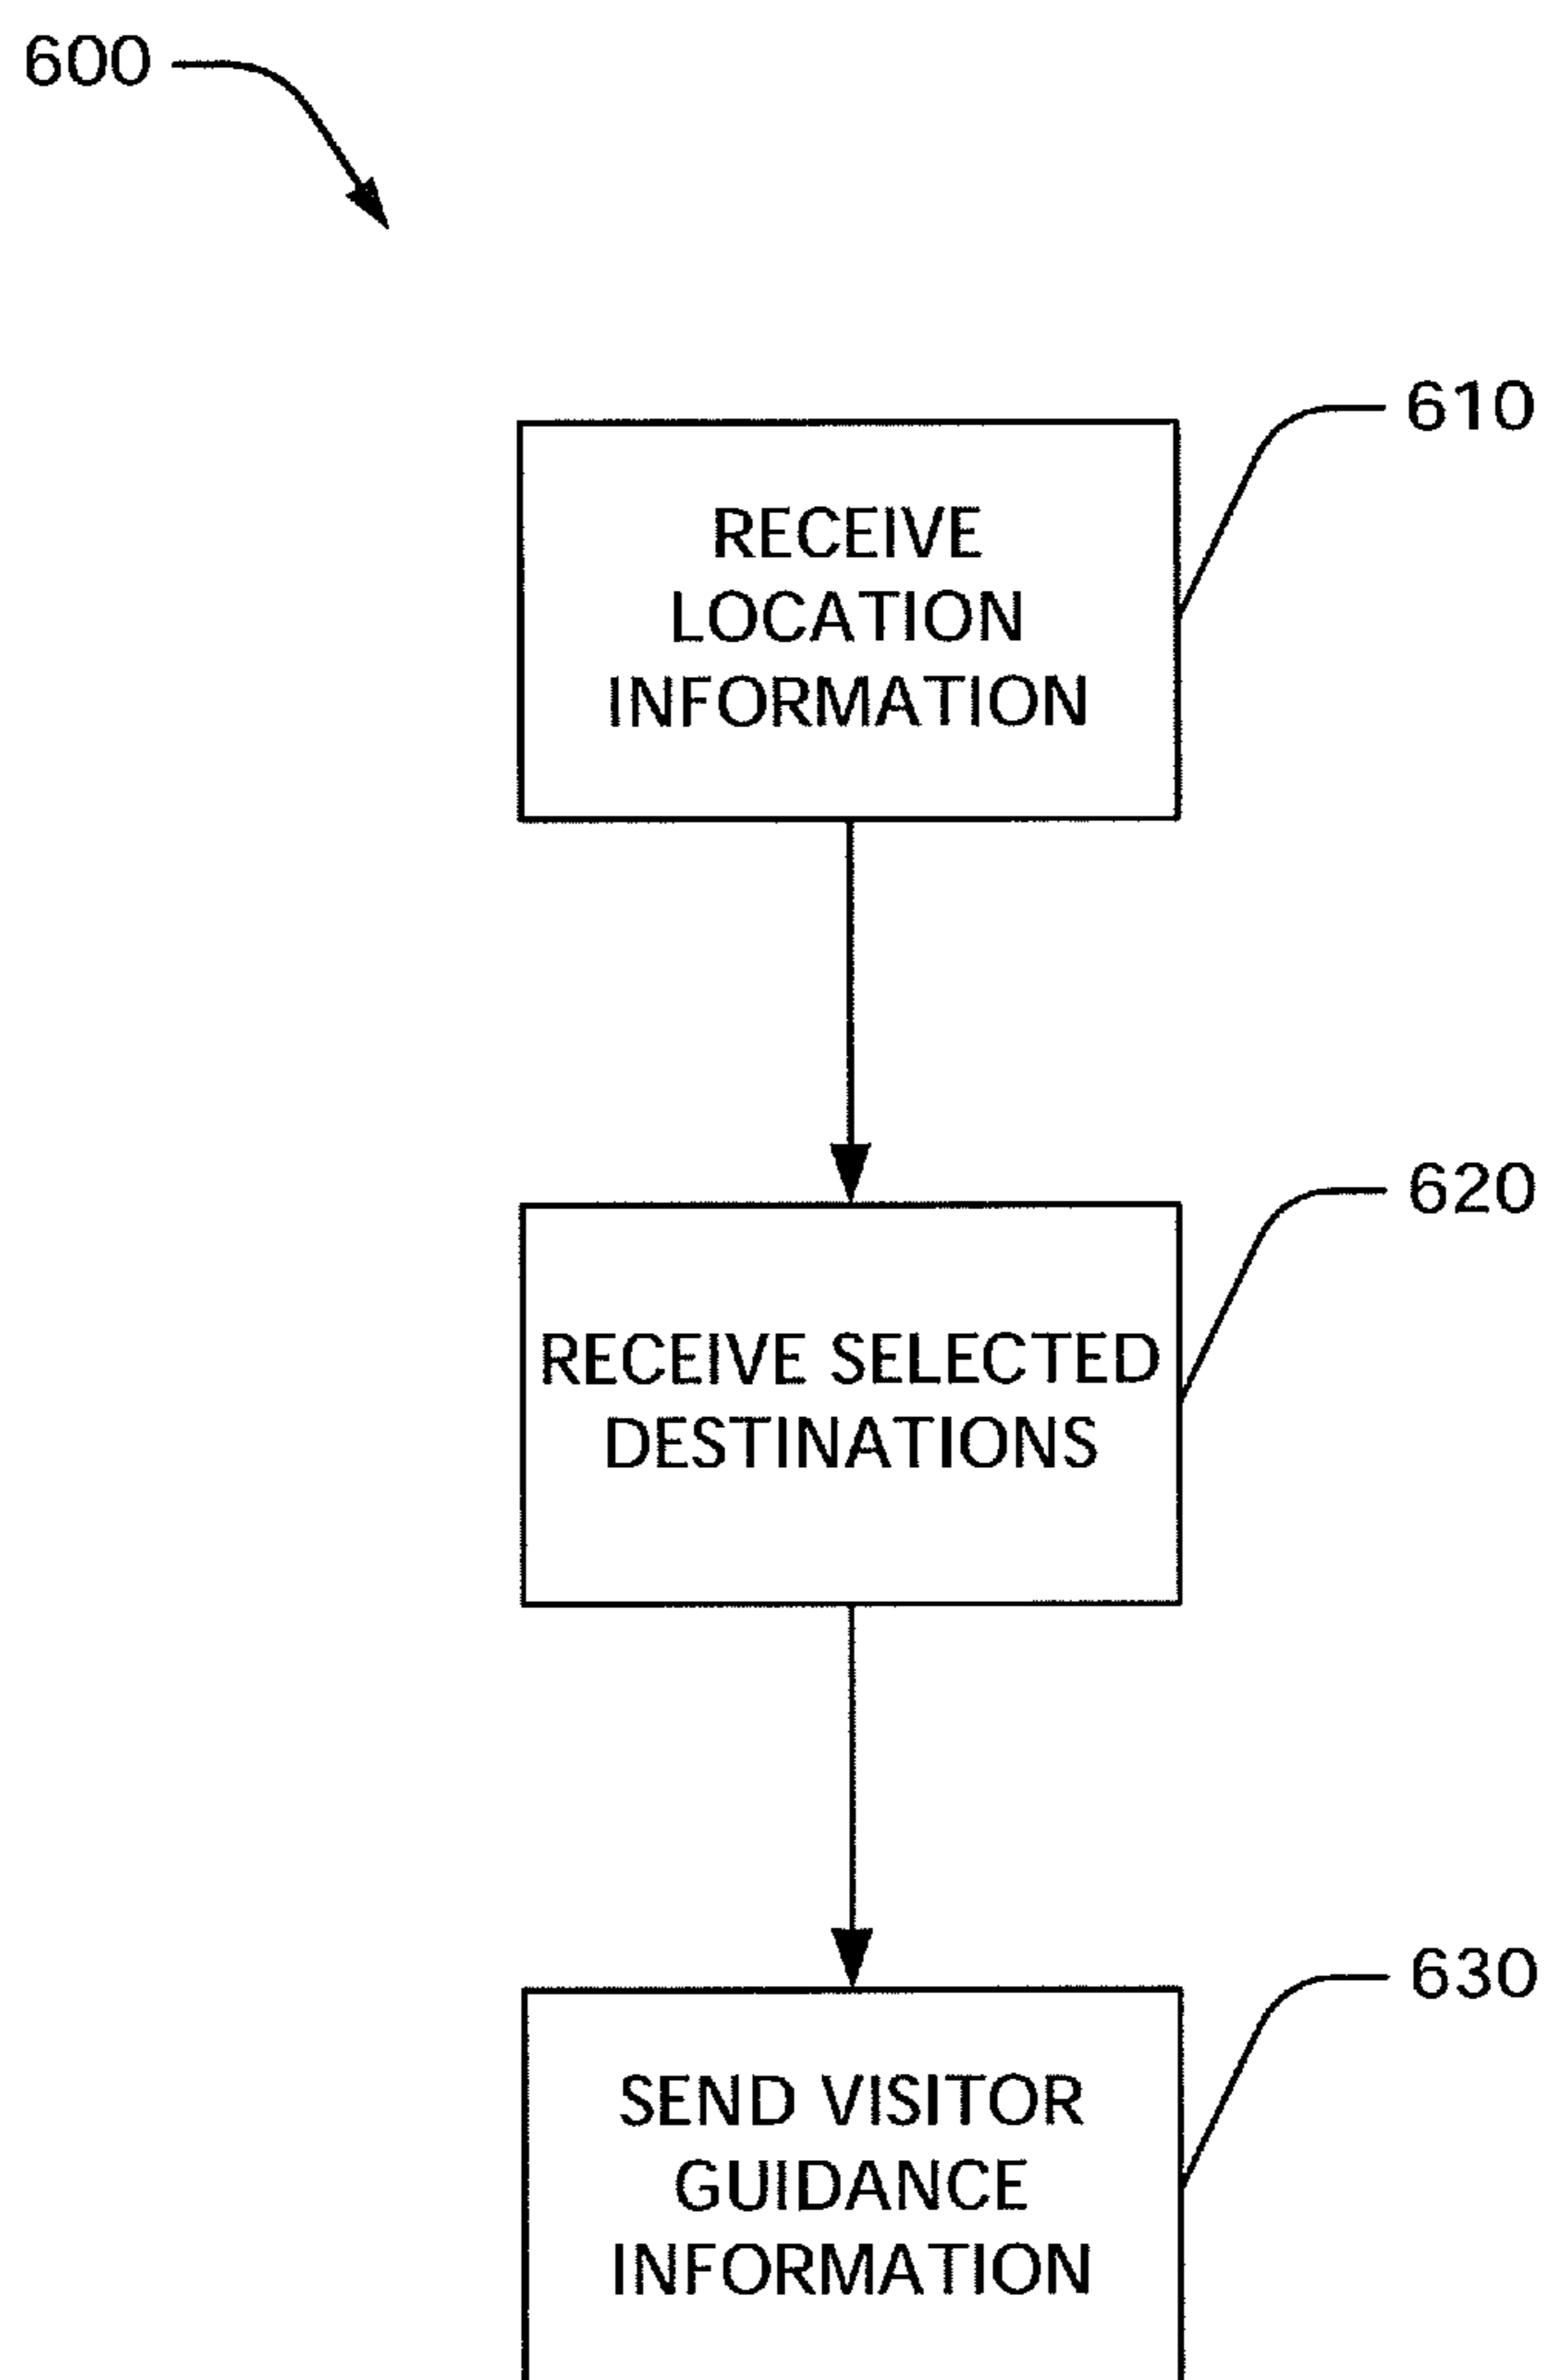 600
610
RECEIVE
LOCATION
INFORMATION
620
RECEIVE SELECTED
DESTINATIONS
630
SEND VISITOR
GUIDANCE
INFORMATION